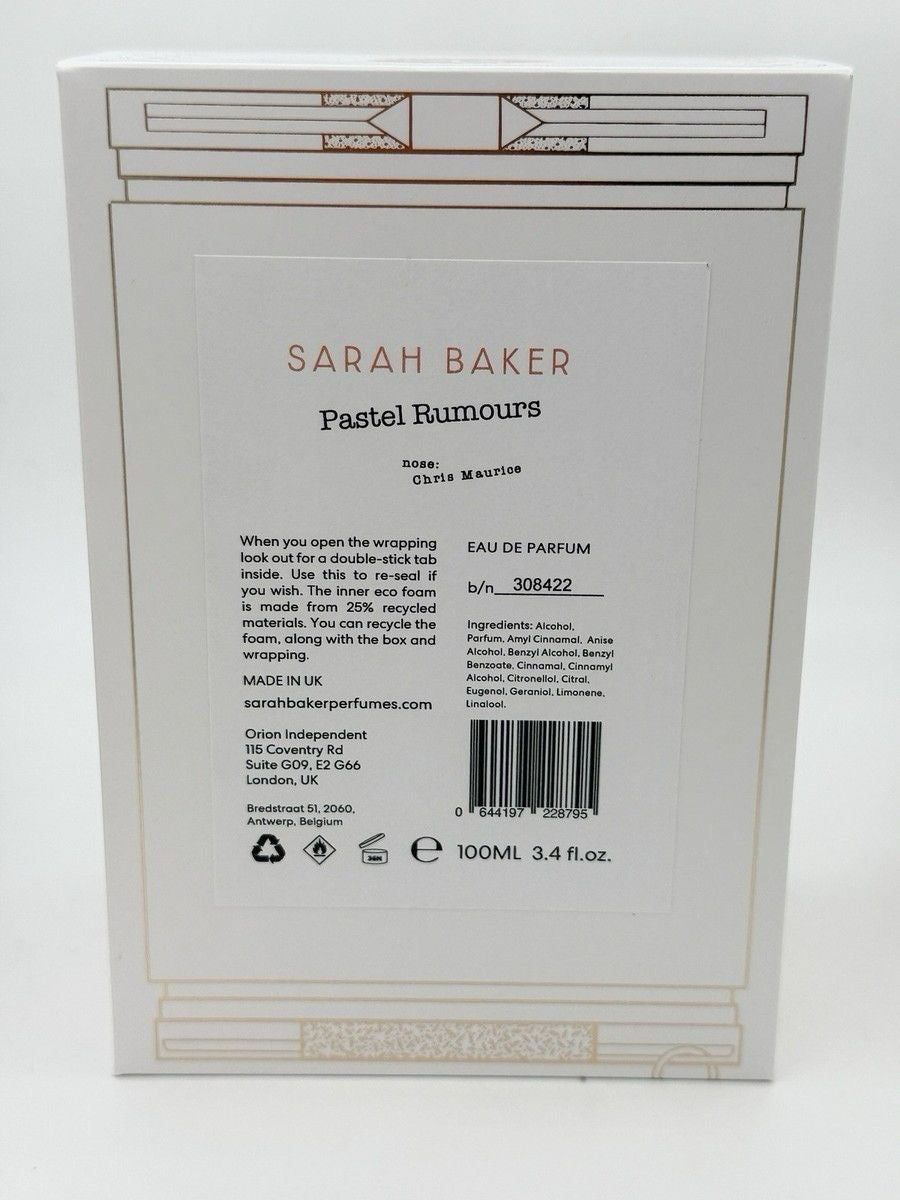 SARAH BAKER
Pastel Rumours
nose:
Chris Maurice
When you open the wrapping
look out for a double-stick tab
inside. Use this to re-seal if
you wish. The inner eco foam
is made from 25% recycled
materials. You can recycle the
foam, along with the box and
wrapping.
MADE IN UK
sarahbakerperfumes.com
Orion Independent
115 Coventry Rd
Suite G09, E2 G66
London, UK
Bredstraat 51, 2060,
Antwerp, Belgium
EAU DE PARFUM
b/n 308422
Ingredients: Alcohol,
Parfum, Amyl Cinnamal, Anise
Alcohol, Benzyl Alcohol, Benzyl
Benzoate, Cinnamal, Cinnamyl
Alcohol, Citronellol, Citral,
Eugenol, Geraniol, Limonene,
Linalool.
0 644197 228795
36M
e 100ML 3.4 fl.oz.